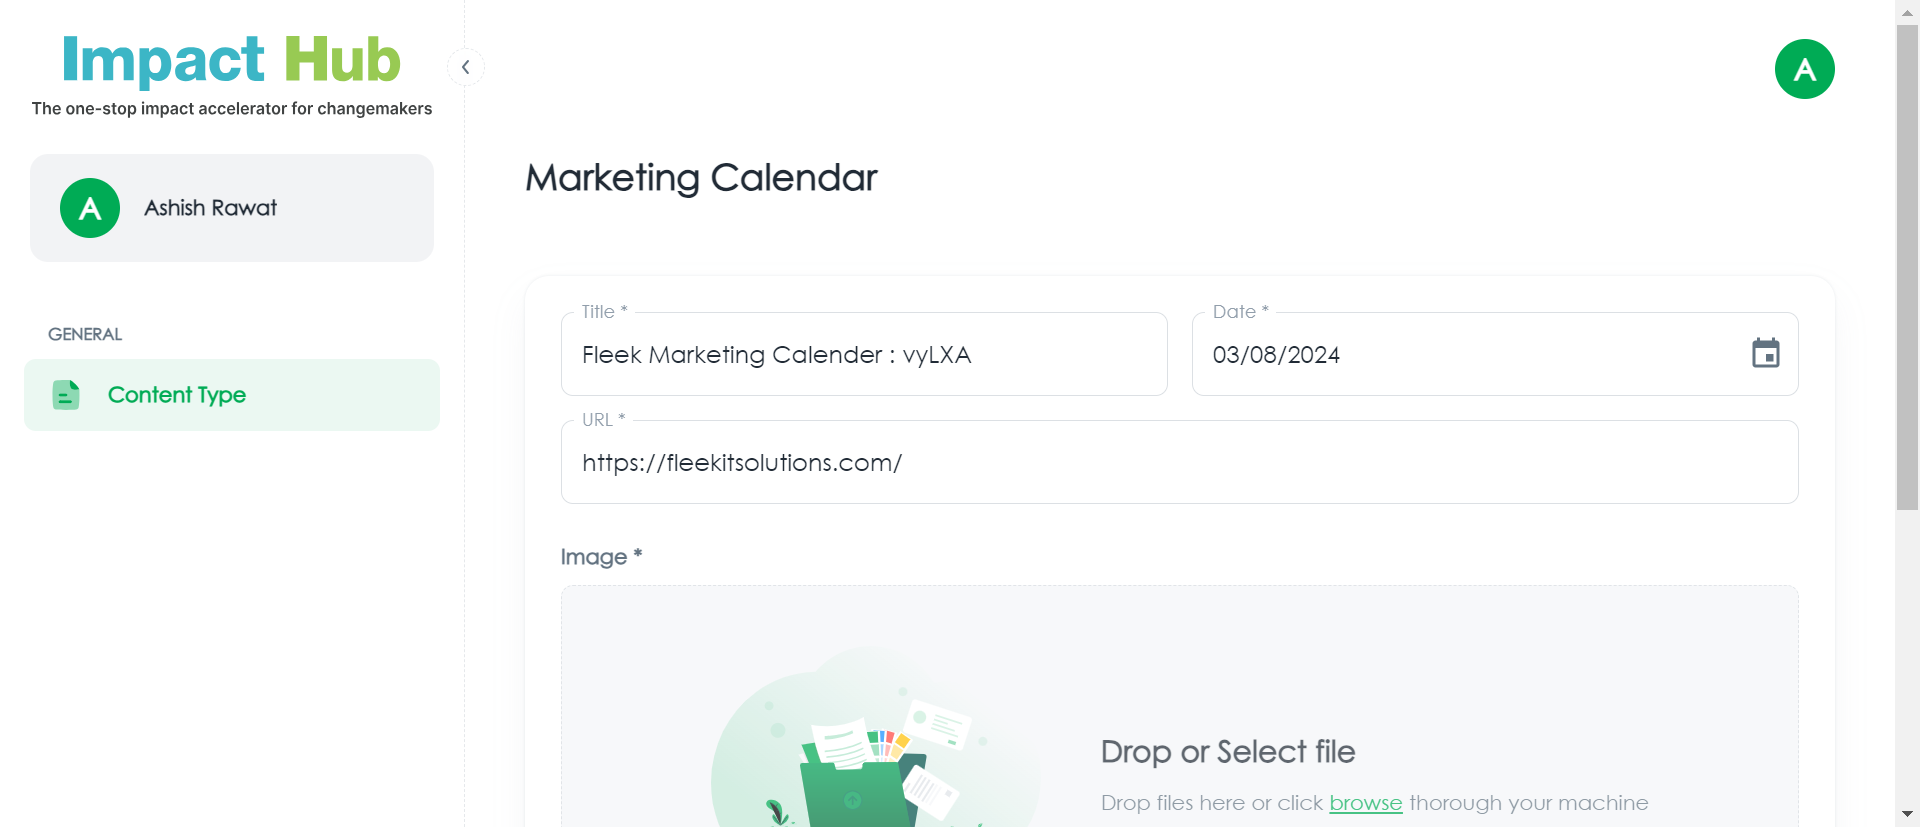 Impact Hub
The one-stop impact accelerator for changemakers
A
Ashish Rawat
GENERAL
Content Type
A
Marketing Calendar
Title *
Fleek Marketing Calender : vyLXA
Date *
03/08/2024
URL *
https://fleekitsolutions.com/
Image *
Drop or Select file
Drop files here or click browse thorough your machine